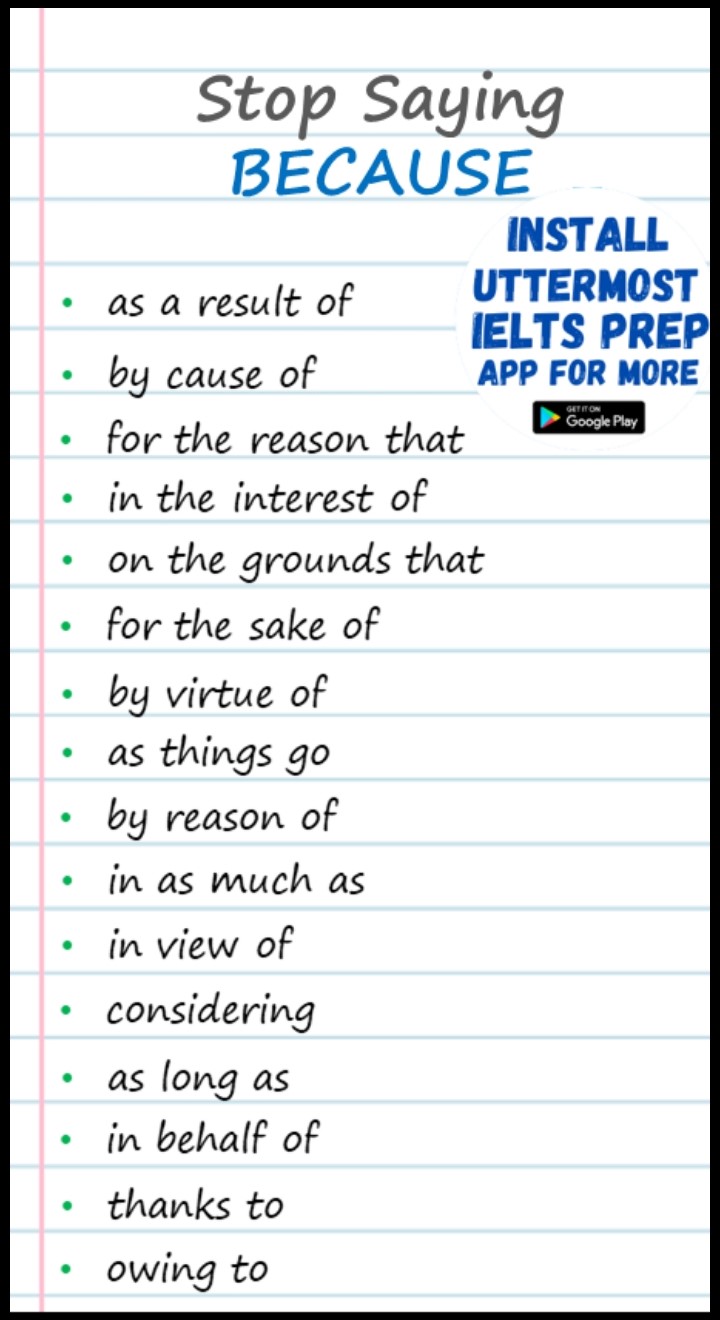 Stop Saying
BECAUSE
INSTALL
UTTERMOST
IELTS PREP
APP FOR MORE
GET IT ON
Google Play
as a result of
by cause of
for the reason that
in the interest of
on the grounds that
for the sake of
by virtue of
as things go
by reason of
in as much as
in view of
considering
as long as
in behalf of
thanks to
owing to